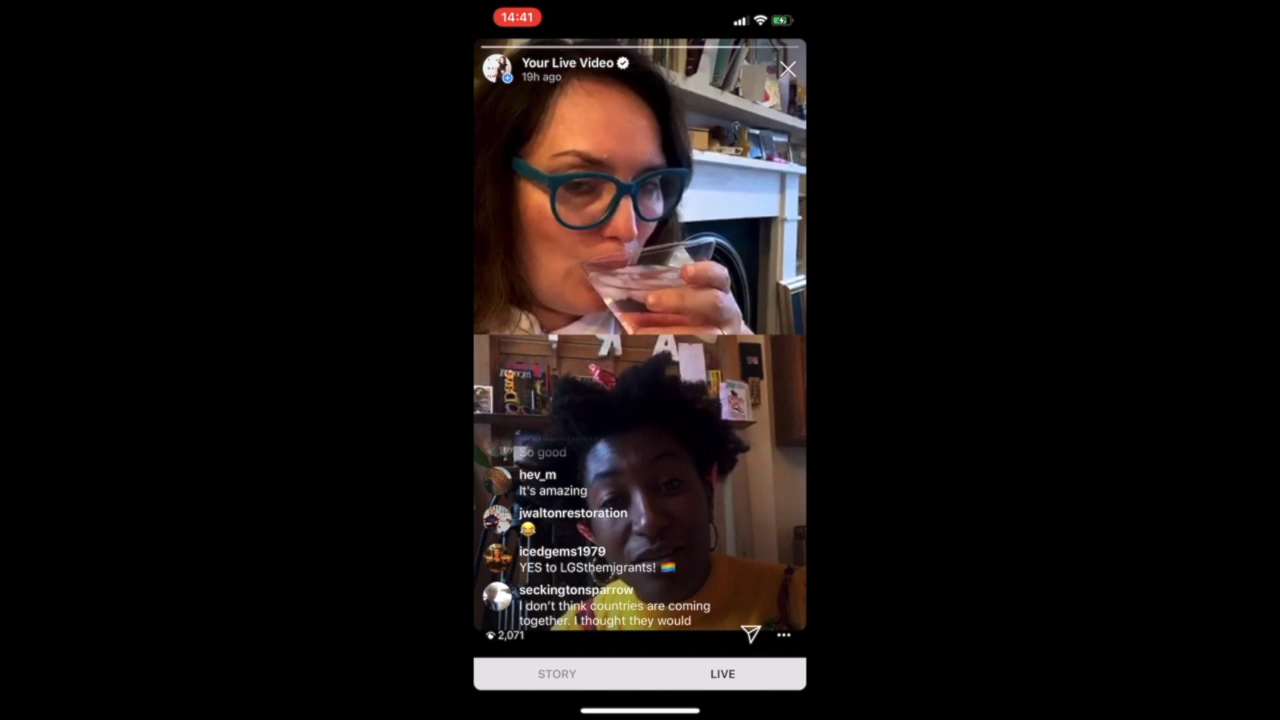 14:41
Your Live Video
19h ago
So good
hev_m
It's amazing
jwaltonrestoration
😂
icedgems1979
YES to LGSthemigrants! 🏳️‍🌈
seckingtonsparrow
I don't think countries are coming
together. I thought they would
2,071
STORY
LIVE